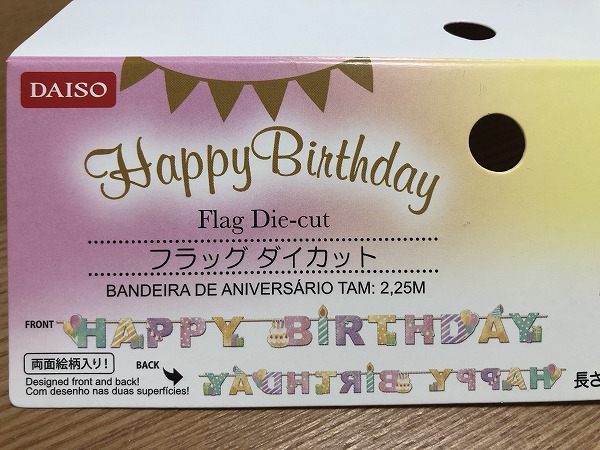 DAISO
Happy Birthday
Flag Die-cut
フラッグ ダイカット
BANDEIRA DE ANIVERSÁRIO TAM: 2,25M
FRONT
HAPPY BIRTHDAY
両面絵柄入り!
BACK
HAPPY BIRTHDAY
Designed front and back!
Com desenho nas duas superfícies!
長さ